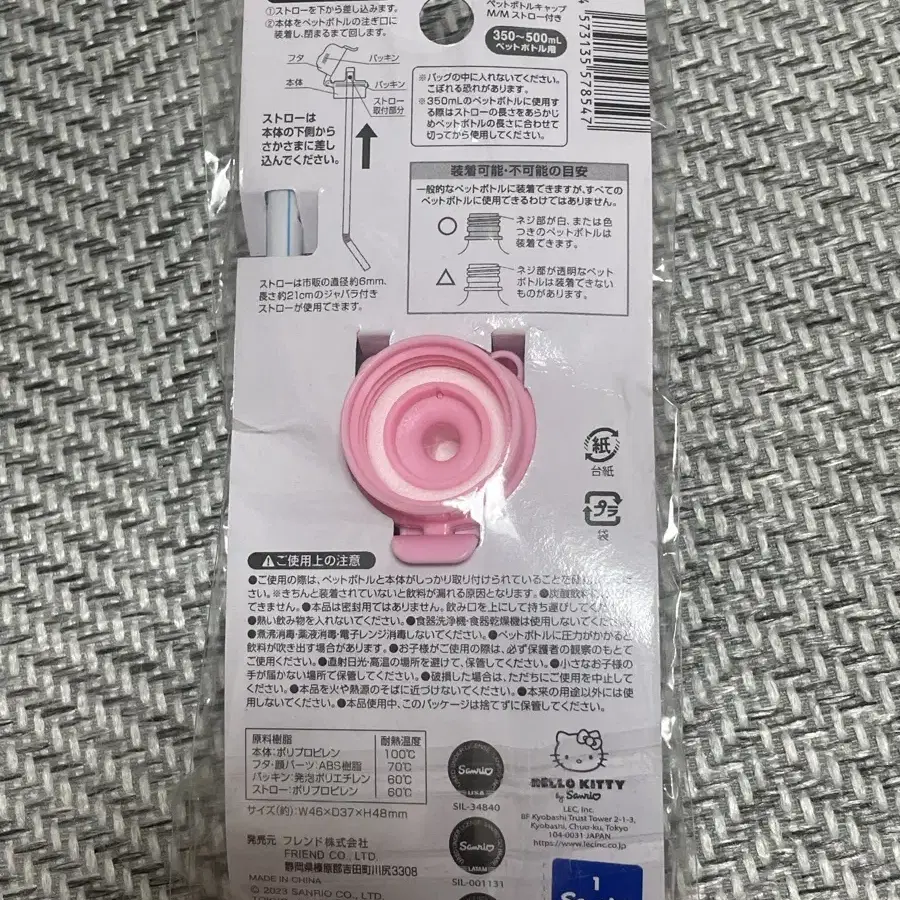 ①ストローを下から差し込みます。
②本体をペットボトルの注ぎ口に
装着し、閉まるまで回します。
フタ
パッキン
本体
パッキン
ストロー
取付部分
ストローは
本体の下側から
さかさまに差し
込んでください。
ストローは市販の直径約6mm、
長さ約21cmのジャバラ付き
ストローが使用できます。
ペットボトルキャップ
M/M ストロー付き
350～500mL
ペットボトル用
4573135578547
※バッグの中に入れないでください。
こぼれる恐れがあります。
※350mLのペットボトルに使用す
る際はストローの長さをあらかじ
めペットボトルの長さに合わせて
切ってから使用してください。
装着可能・不可能の目安
一般的なペットボトルに装着できますが、すべての
ペットボトルに使用できるわけではありません。
ネジ部が白、または色
つきのペットボトルは
装着できます。
ネジ部が透明なペット
ボトルは装着できない
ものがあります。
紙
台紙
プラ
袋
ご使用上の注意
●ご使用の際は、ペットボトルと本体がしっかり取り付けられていることを
さい。※きちんと装着されていないと飲料が漏れる原因となります。●炭酸飲料
できません。●本品は密封用ではありません。飲み口を上にして持ち運びしてくだ
●熱い飲み物を入れないでください。●食器洗浄機・食器乾燥機は使用しないでくださ
●煮沸消毒・薬液消毒・電子レンジ消毒しないでください。●ペットボトルに圧力がかかると
飲料が吹き出す場合があります。●お子様がご使用の際は、必ず保護者の観察のもとで
ご使用ください。●直射日光・高温の場所を避けて、保管してください。●小さなお子様の
手が届かない場所で保管してください。●破損した場合は、ただちにご使用を中止して
ください。●本品を火や熱源のそばに近づけないでください。●本来の用途以外には使
用しないでください。●本品使用中、このパッケージは捨てずに保管してください。
原料樹脂 耐熱温度
本体：ポリプロピレン 100℃
フタ・顔パーツ：ABS樹脂 70℃
パッキン：発泡ポリエチレン 60℃
ストロー：ポリプロピレン 60℃
サイズ(約)：W46×D37×H48mm
発売元 フレンド株式会社
FRIEND CO., LTD.
静岡県榛原郡吉田町川尻3308
MADE IN CHINA
© 2023 SANRIO CO., LTD.
Sanrio
U.S.A.
SIL-34840
Sanrio
LATAM
SIL-001131
HELLO KITTY
by Sanrio
LEC, Inc.
8F Kyobashi Trust Tower 2-1-3,
Kyobashi, Chuo-ku, Tokyo
104-0031 JAPAN
https://www.lecinc.co.jp
1